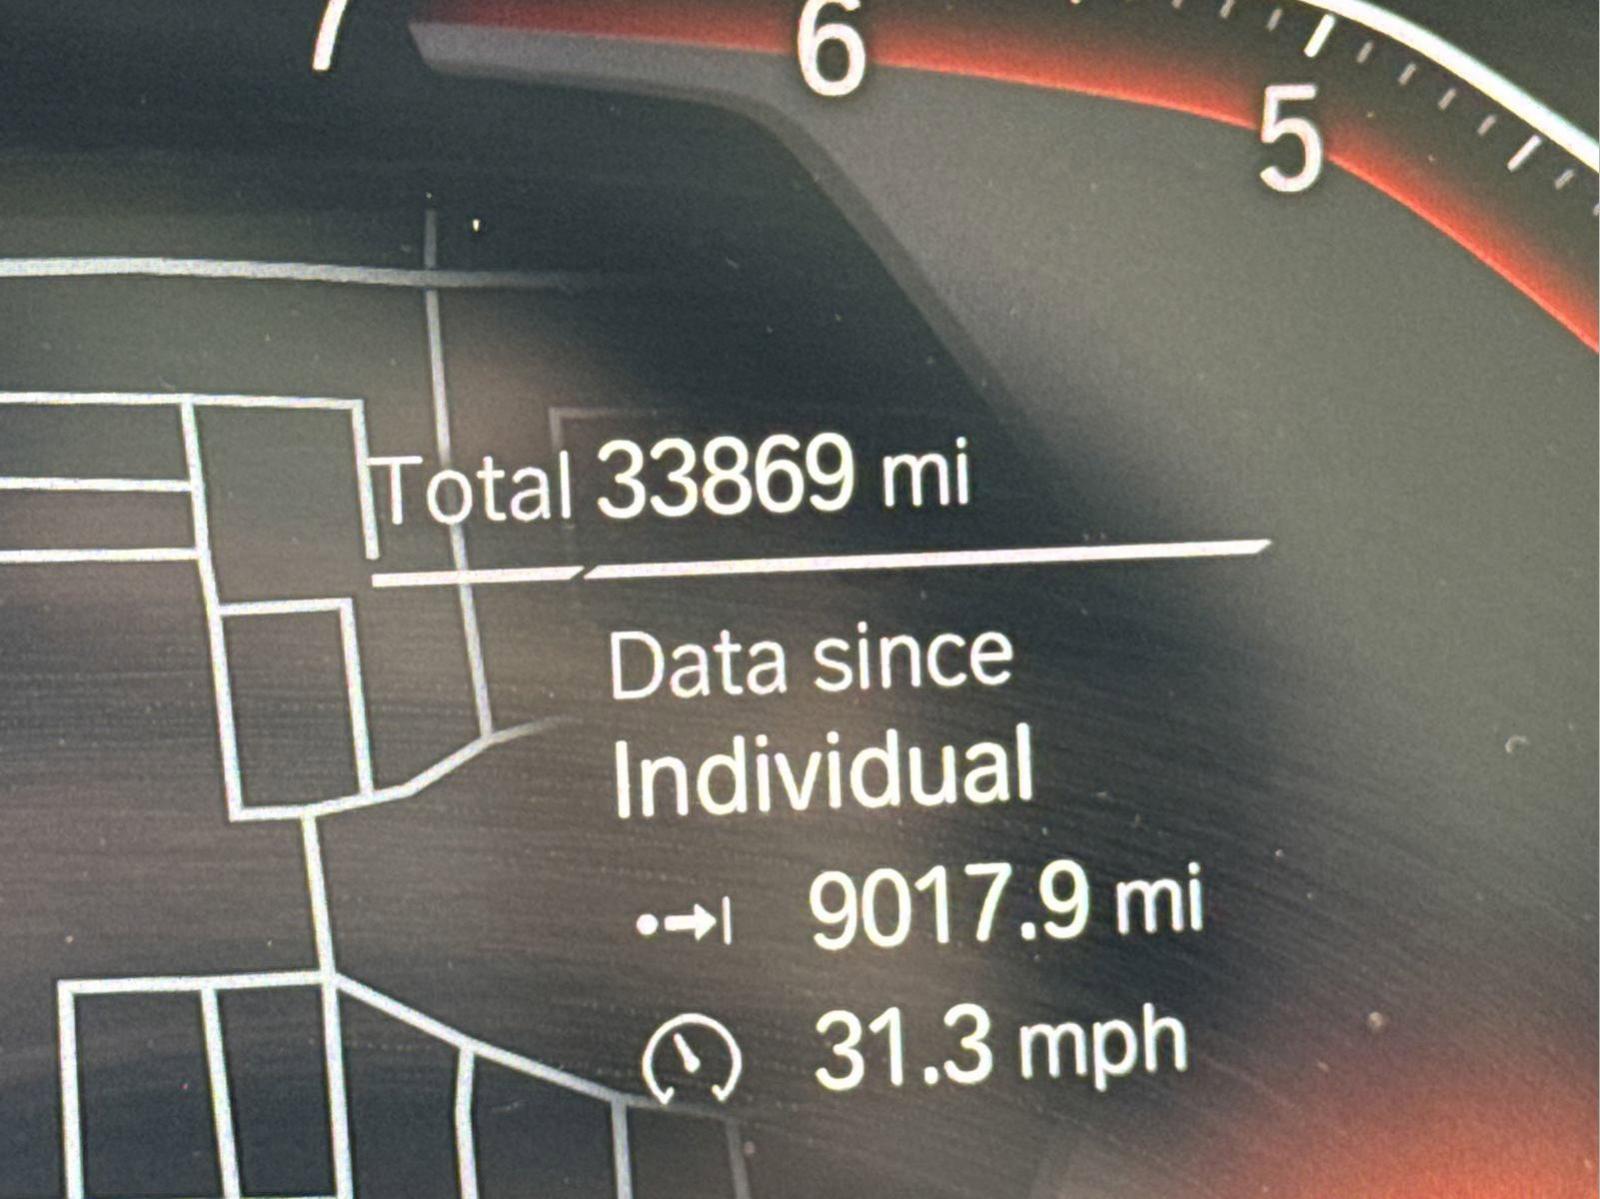 7
6
5
Total 33869 mi
Data since
Individual
9017.9 mi
31.3 mph